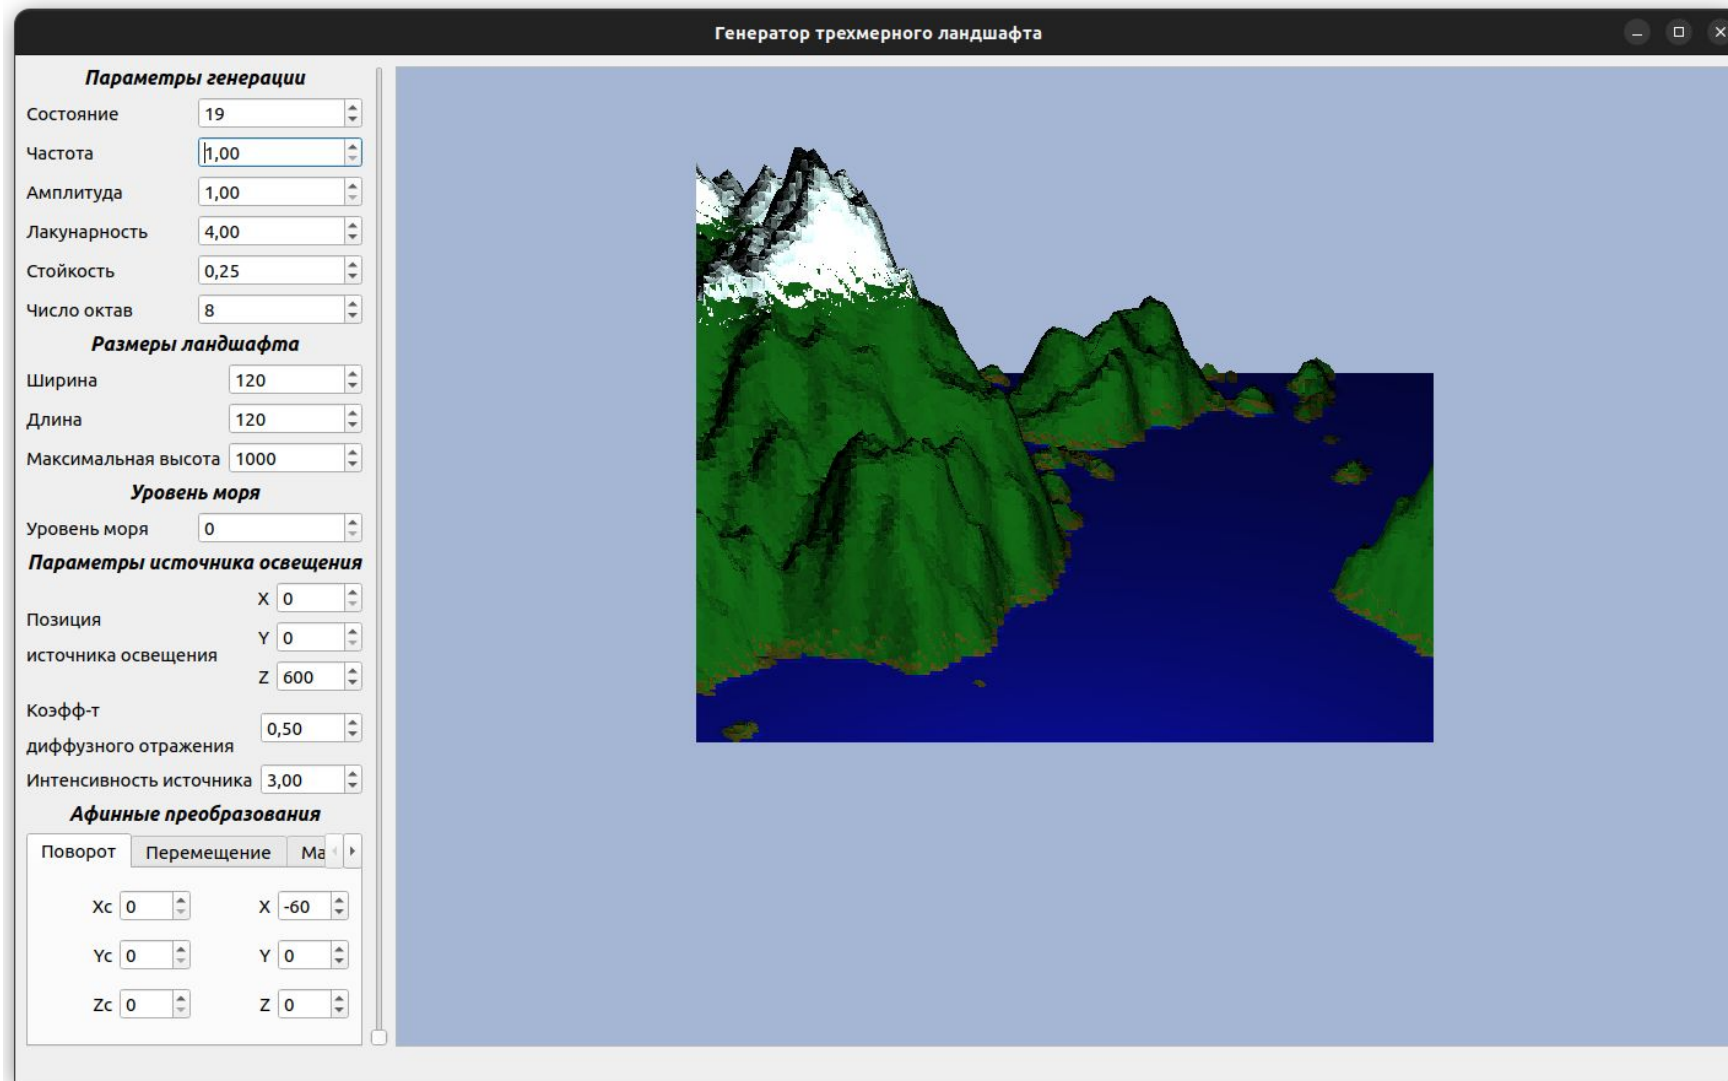 Генератор трехмерного ландшафта
Параметры генерации
Состояние 19
Частота 1,00
Амплитуда 1,00
Лакунарность 4,00
Стойкость 0,25
Число октав 8
Размеры ландшафта
Ширина 120
Длина 120
Максимальная высота 1000
Уровень моря
Уровень моря 0
Параметры источника освещения
Позиция
источника освещения
X 0
Y 0
Z 600
Коэфф-т
диффузного отражения
0,50
Интенсивность источника 3,00
Афинные преобразования
Поворот Перемещение Ма
Xc 0 X -60
Yc 0 Y 0
Zc 0 Z 0